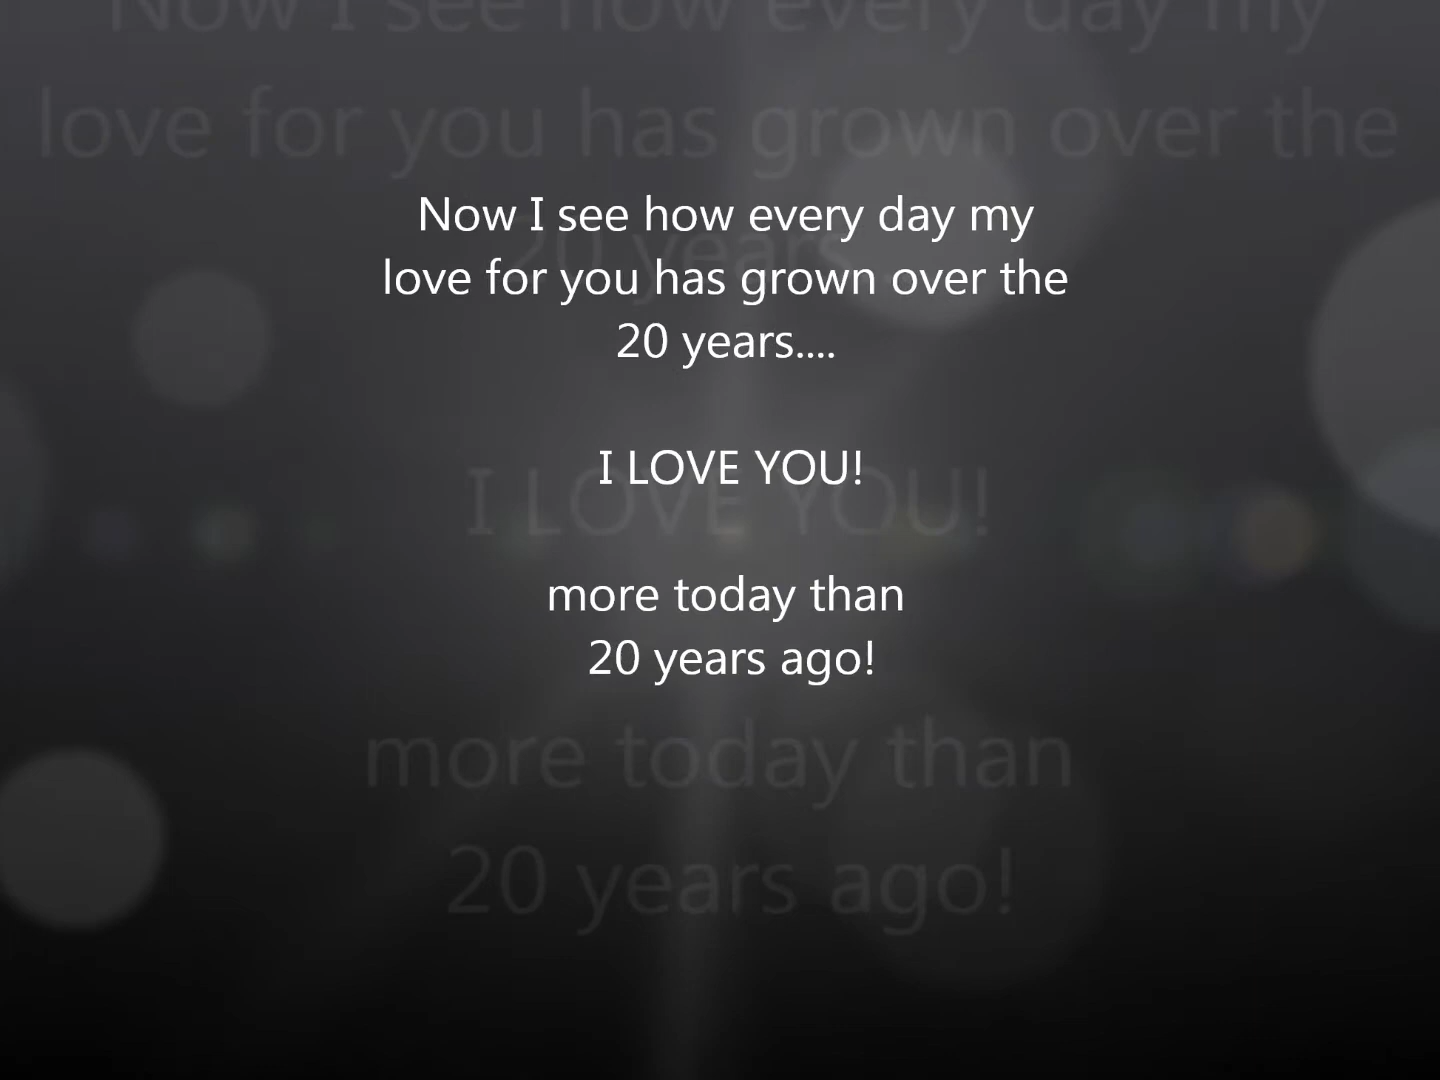 Now I see how every day my
love for you has grown over the
20 years....
I LOVE YOU!
more today than
20 years ago!